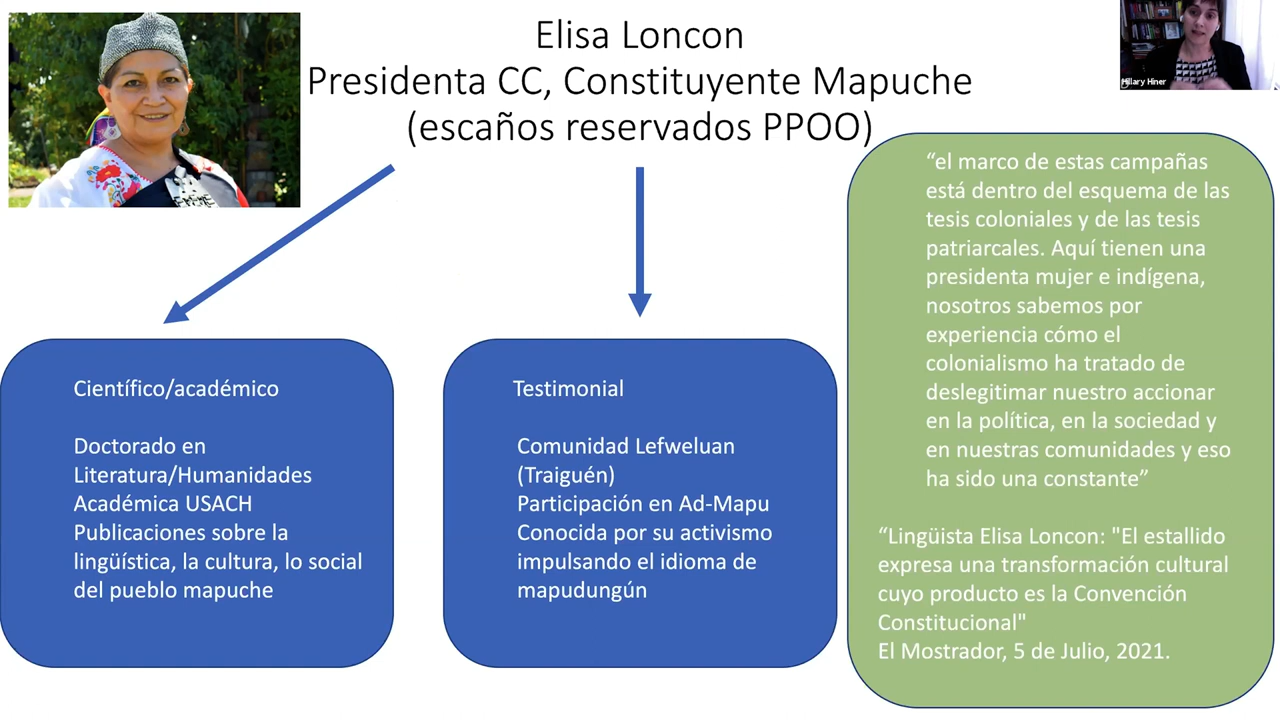 Elisa Loncon
Presidenta CC, Constituyente Mapuche
(escaños reservados PPOO)
Hilary Hiner
Científico/académico
Doctorado en
Literatura/Humanidades
Académica USACH
Publicaciones sobre la
lingüística, la cultura, lo social
del pueblo mapuche
Testimonial
Comunidad Lefweluan
(Traiguén)
Participación en Ad-Mapu
Conocida por su activismo
impulsando el idioma de
mapudungún
“el marco de estas campañas
está dentro del esquema de las
tesis coloniales y de las tesis
patriarcales. Aquí tienen una
presidenta mujer e indígena,
nosotros sabemos por
experiencia cómo el
colonialismo ha tratado de
deslegitimar nuestro accionar
en la política, en la sociedad y
en nuestras comunidades y eso
ha sido una constante”
“Lingüista Elisa Loncon: "El estallido
expresa una transformación cultural
cuyo producto es la Convención
Constitucional"
El Mostrador, 5 de Julio, 2021.